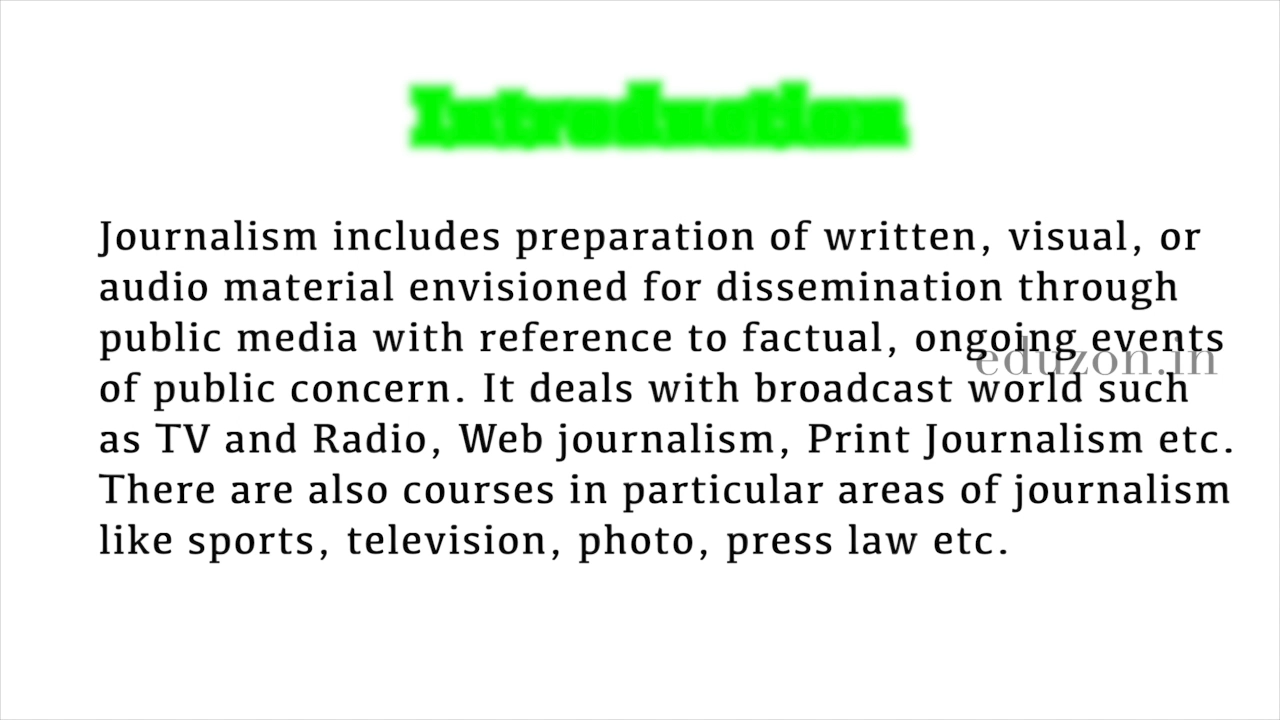 Introduction
Journalism includes preparation of written, visual, or
audio material envisioned for dissemination through
public media with reference to factual, ongoing events
eduzon.in
of public concern. It deals with broadcast world such
as TV and Radio, Web journalism, Print Journalism etc.
There are also courses in particular areas of journalism
like sports, television, photo, press law etc.